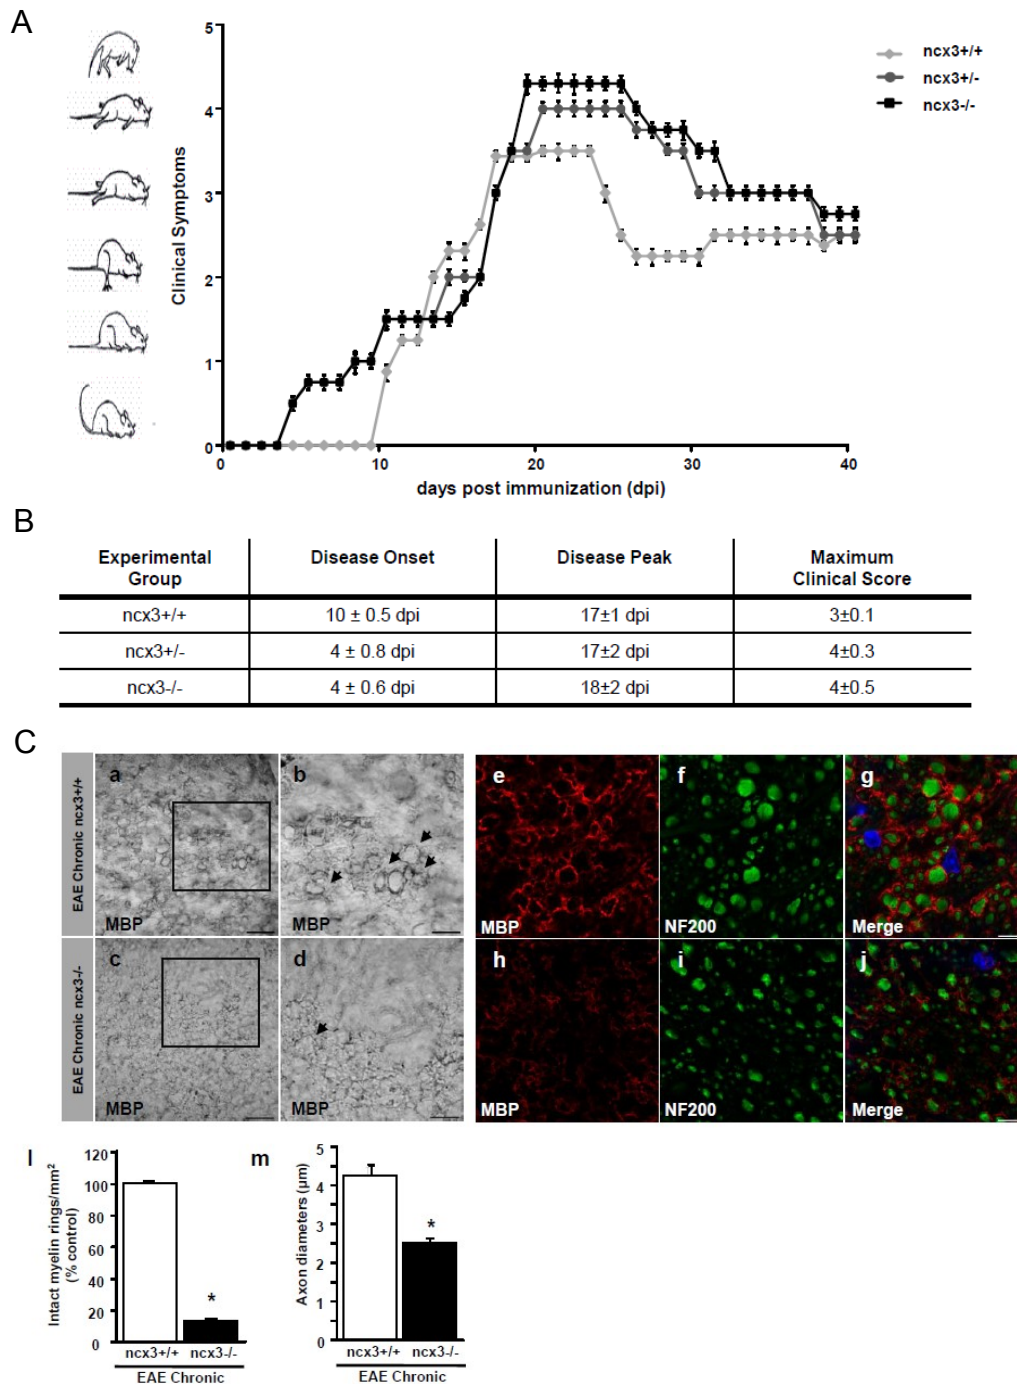 A
5
4
3
2
1
0
Clinical Symptoms
0 10 20 30 40
days post immunization (dpi)
ncx3+/+
ncx3+/-
ncx3-/-
B
Experimental Group Disease Onset Disease Peak Maximum Clinical Score
ncx3+/+ 10 ± 0.5 dpi 17±1 dpi 3±0.1
ncx3+/- 4 ± 0.8 dpi 17±2 dpi 4±0.3
ncx3-/- 4 ± 0.6 dpi 18±2 dpi 4±0.5
C
EAE Chronic ncx3+/+
a b e f g
MBP MBP MBP NF200 Merge
EAE Chronic ncx3-/-
c d h i j
MBP MBP MBP NF200 Merge
l
Intact myelin rings/mm²
(% control)
120
100
80
60
40
20
0
*
ncx3+/+ ncx3-/-
EAE Chronic
m
Axon diameters (µm)
5
4
3
2
1
0
*
ncx3+/+ ncx3-/-
EAE Chronic